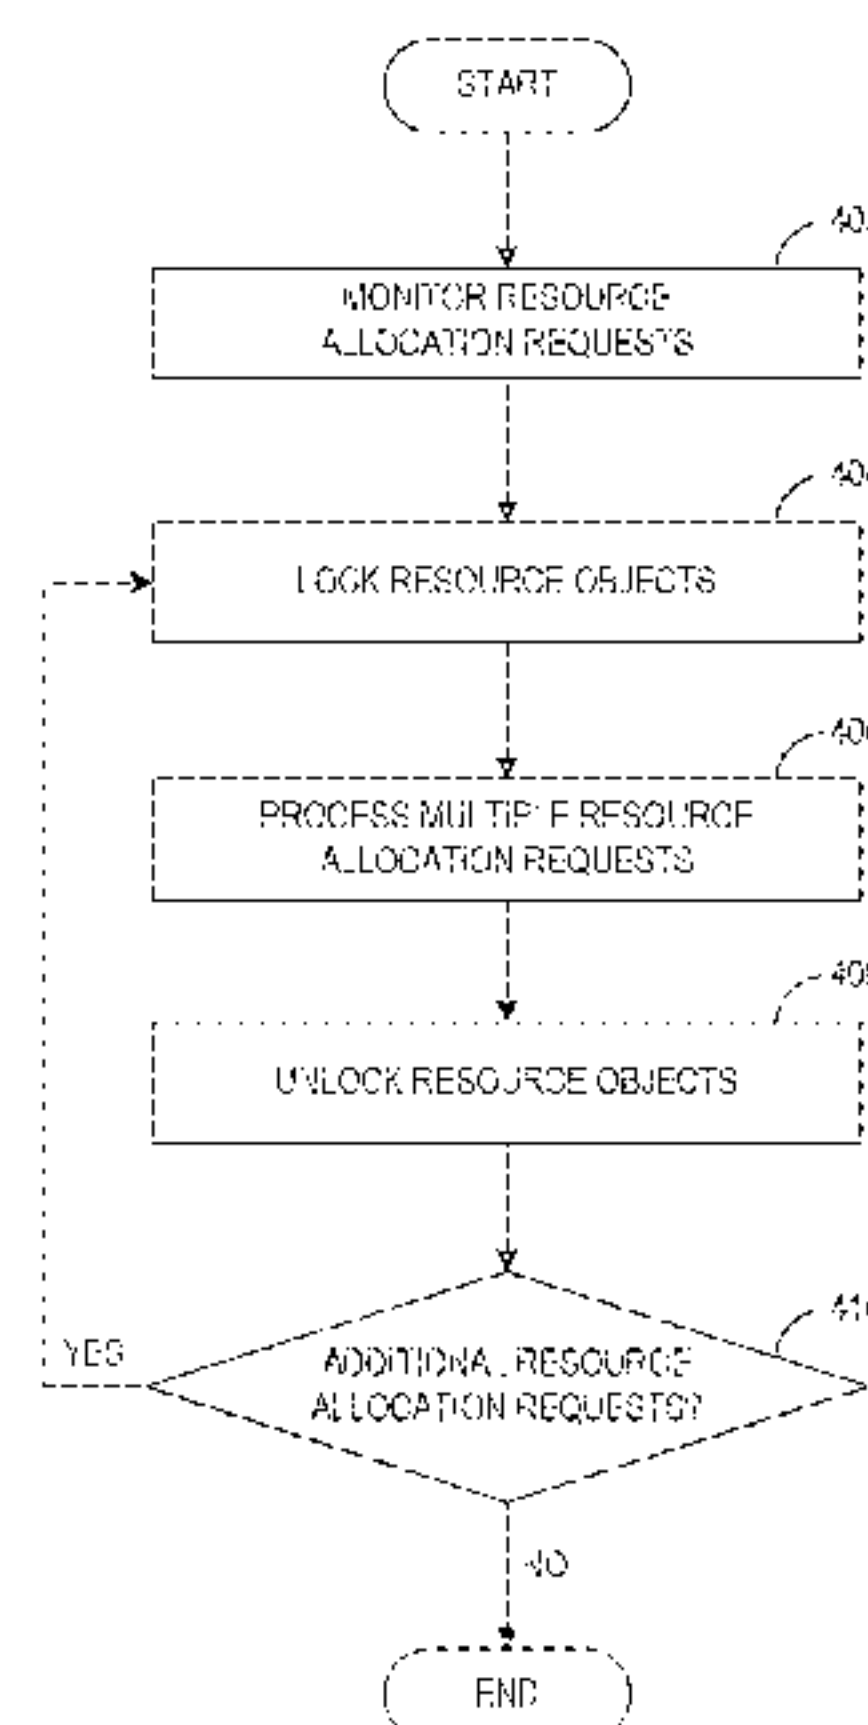 START
MONITOR RESOURCE
ALLOCATION REQUESTS
LOCK RESOURCE OBJECTS
PROCESS MULTIPLE RESOURCE
ALLOCATION REQUESTS
UNLOCK RESOURCE OBJECTS
ADDITIONAL RESOURCE
ALLOCATION REQUESTS?
YES
NO
END